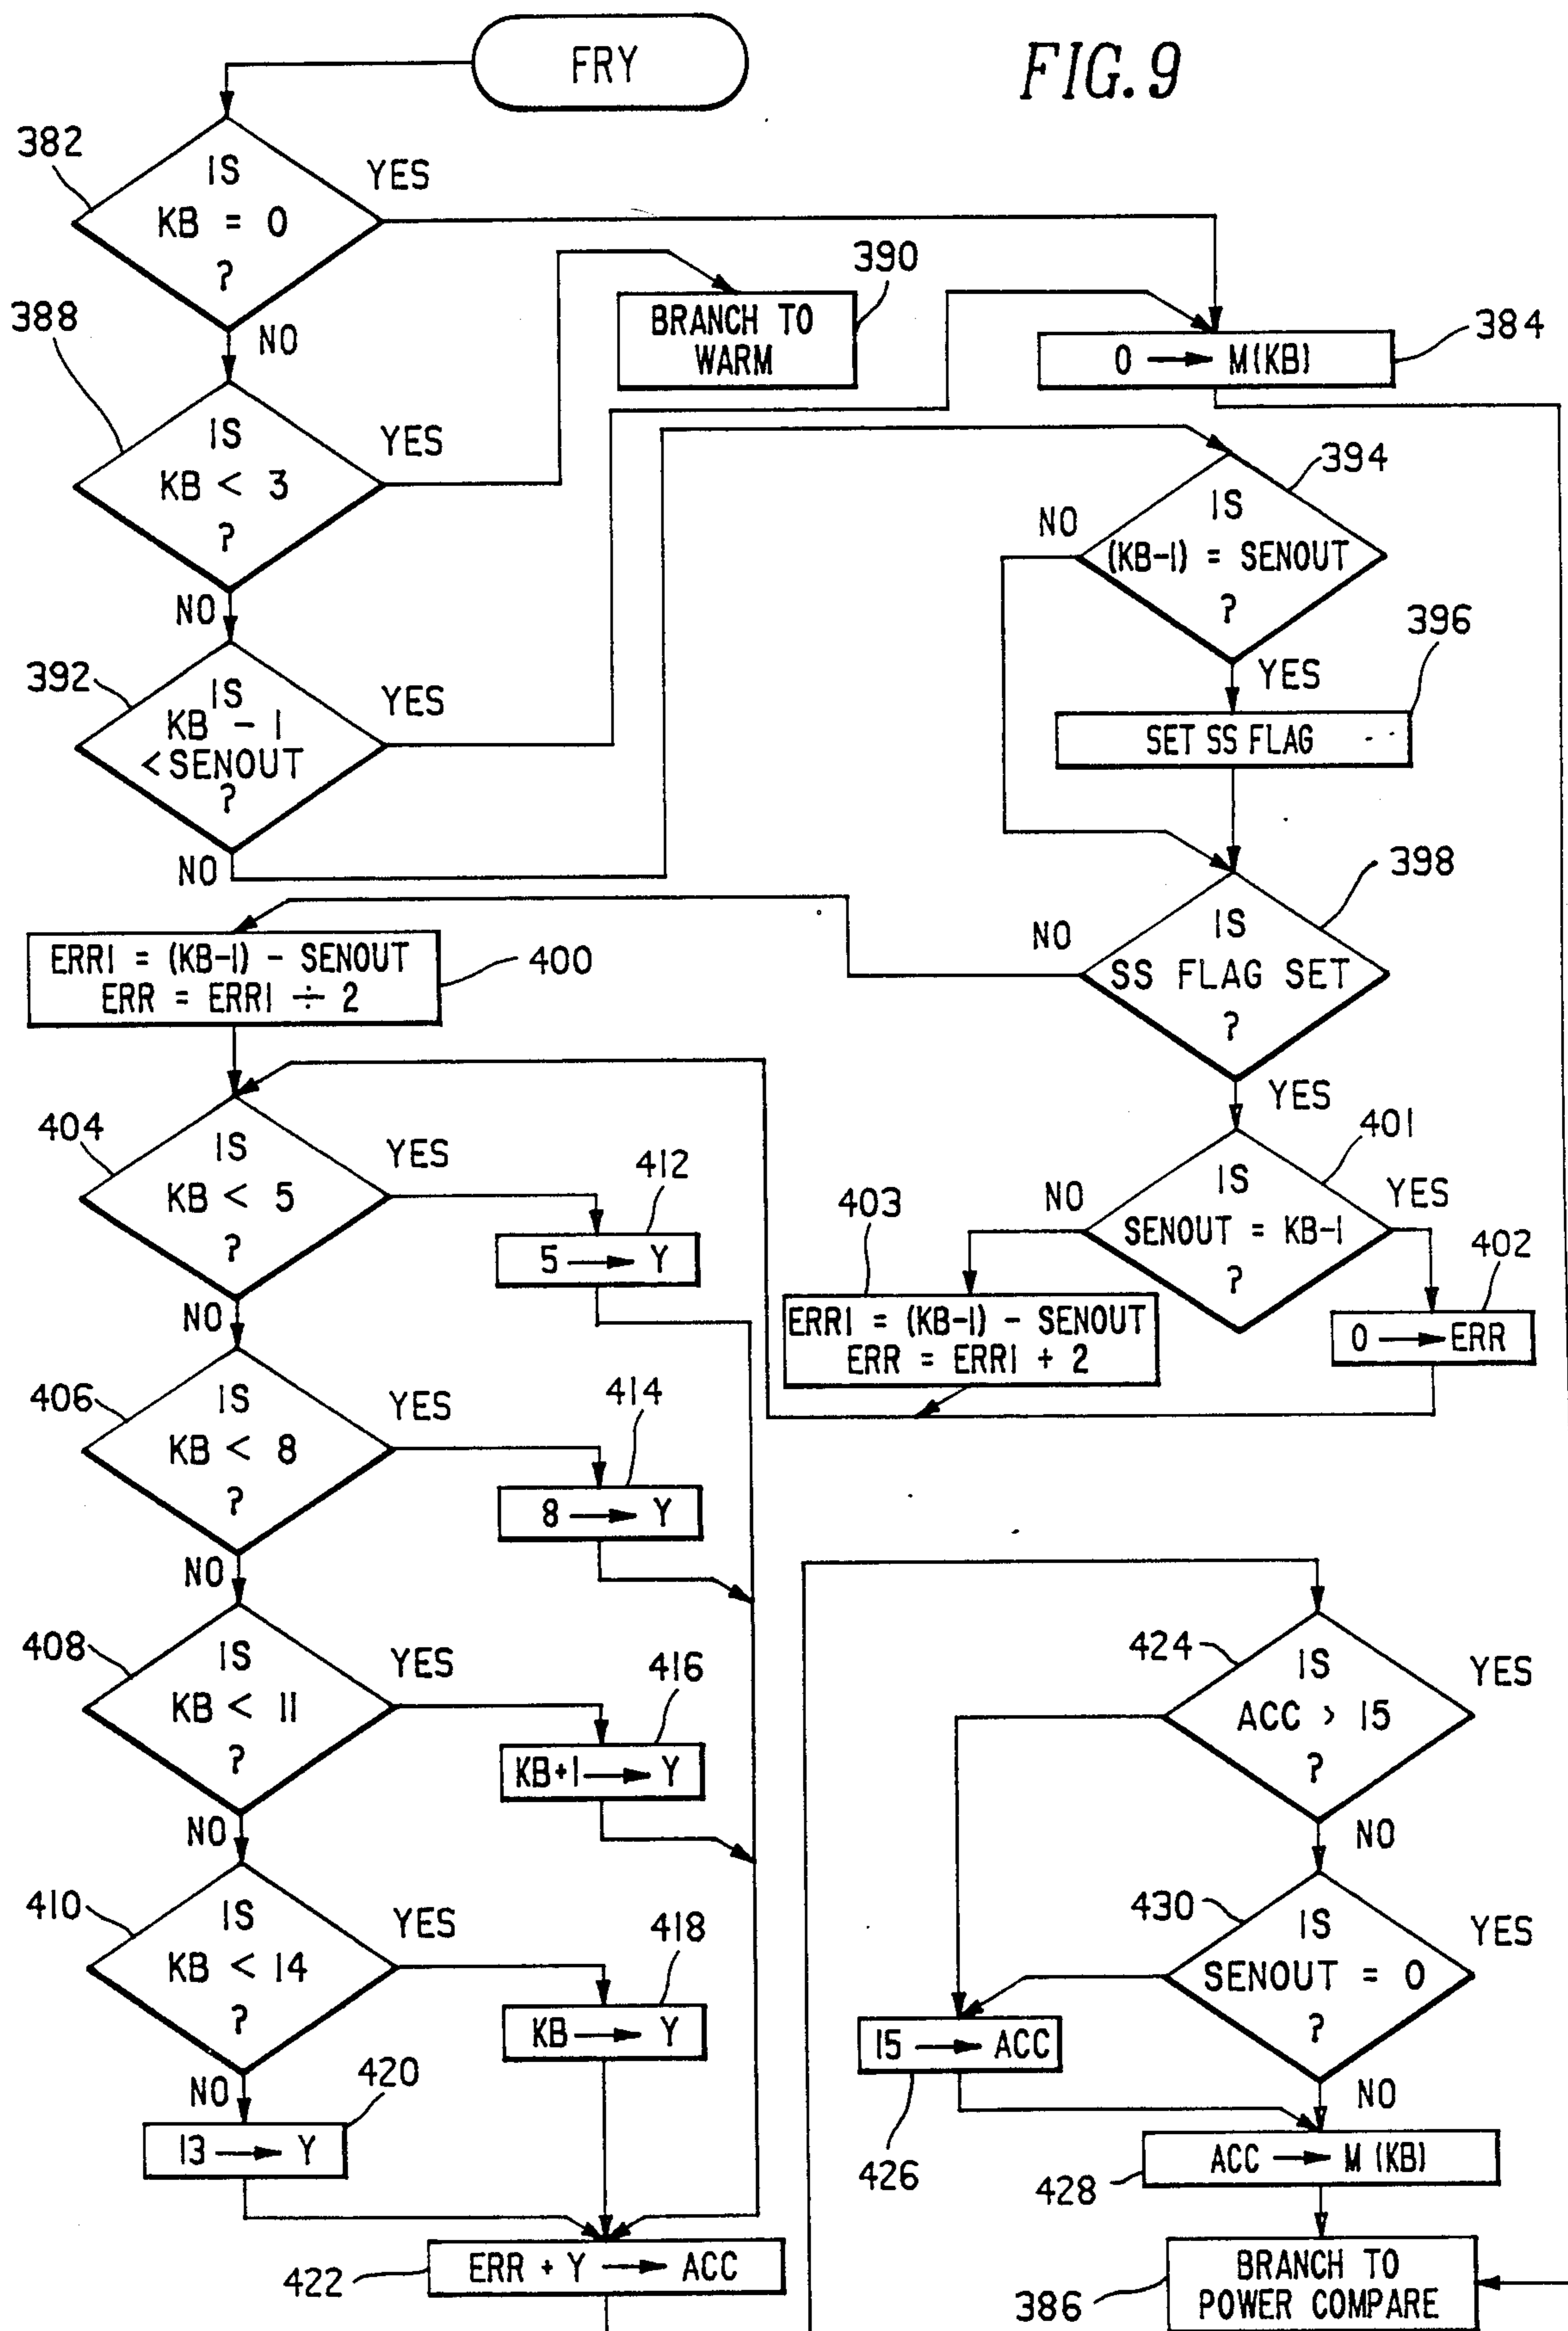 FRY
FIG. 9
382
IS
KB = 0
?
YES
NO
390
BRANCH TO
WARM
384
0 → M(KB)
388
IS
KB < 3
?
YES
NO
394
IS
(KB-1) = SENOUT
?
NO
YES
396
SET SS FLAG
392
IS
KB - 1
< SENOUT
?
YES
NO
398
IS
SS FLAG SET
?
NO
YES
ERR1 = (KB-1) - SENOUT
ERR = ERR1 ÷ 2
400
401
IS
SENOUT = KB-1
?
NO
YES
403
ERR1 = (KB-1) - SENOUT
ERR = ERR1 + 2
402
0 → ERR
404
IS
KB < 5
?
YES
NO
412
5 → Y
406
IS
KB < 8
?
YES
NO
414
8 → Y
408
IS
KB < 11
?
YES
NO
416
KB+1 → Y
410
IS
KB < 14
?
YES
NO
418
KB → Y
420
13 → Y
422
ERR + Y → ACC
424
IS
ACC > 15
?
YES
NO
430
IS
SENOUT = 0
?
YES
NO
15 → ACC
426
ACC → M (KB)
428
BRANCH TO
POWER COMPARE
386